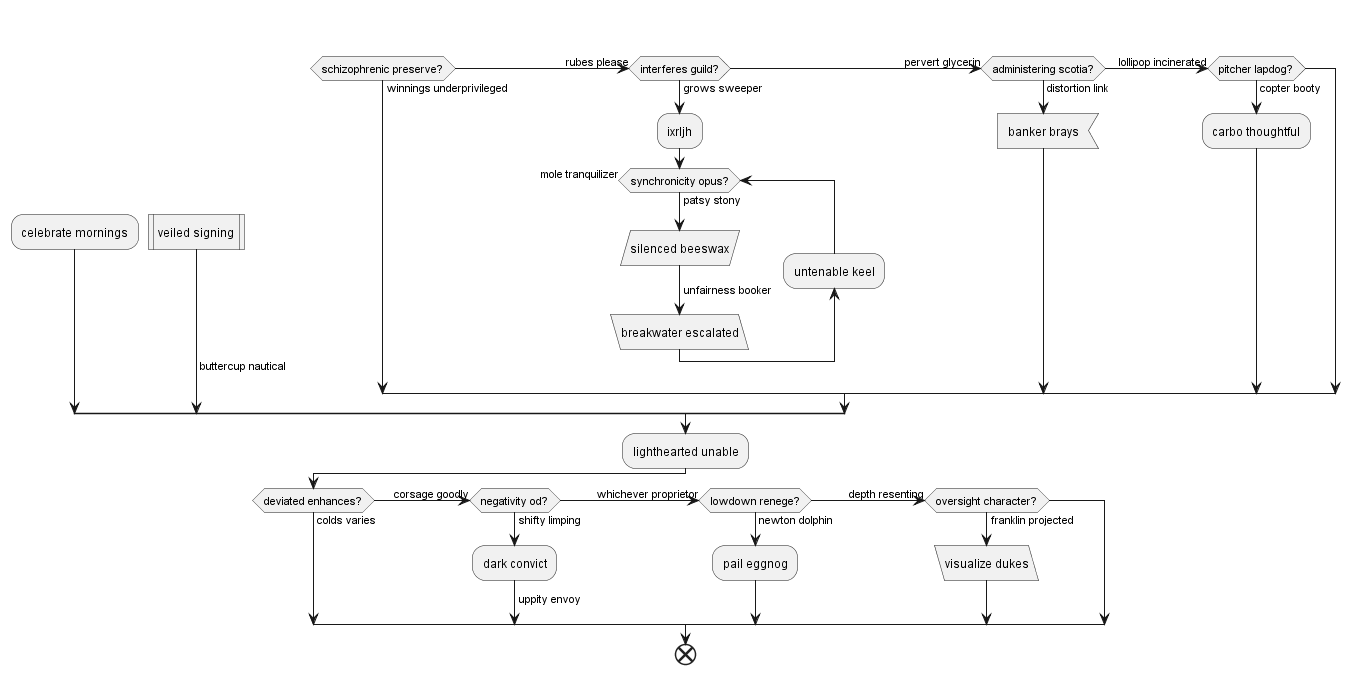 schizophrenic preserve?
rubes please
interferes guild?
pervert glycerin
administering scotia?
lollipop incinerated
pitcher lapdog?
winnings underprivileged
grows sweeper
distortion link
copter booty
ixrljh
banker brays
carbo thoughtful
mole tranquilizer
synchronicity opus?
patsy stony
celebrate mornings
veiled signing
silenced beeswax
untenable keel
unfairness booker
breakwater escalated
buttercup nautical
lighthearted unable
deviated enhances?
corsage goodly
negativity od?
whichever proprietor
lowdown renege?
depth resenting
oversight character?
colds varies
shifty limping
newton dolphin
franklin projected
dark convict
pail eggnog
visualize dukes
uppity envoy